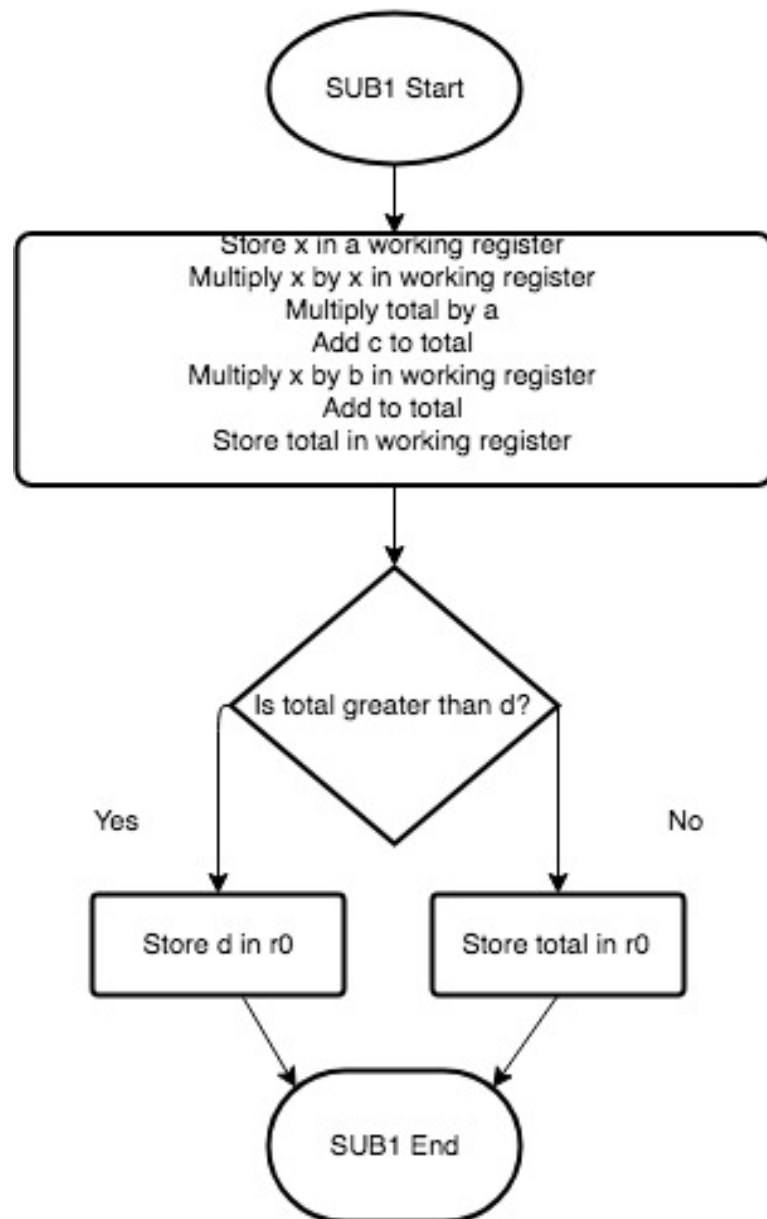 SUB1 Start
Store x in a working register
Multiply x by x in working register
Multiply total by a
Add c to total
Multiply x by b in working register
Add to total
Store total in working register
Is total greater than d?
Yes
No
Store d in r0
Store total in r0
SUB1 End